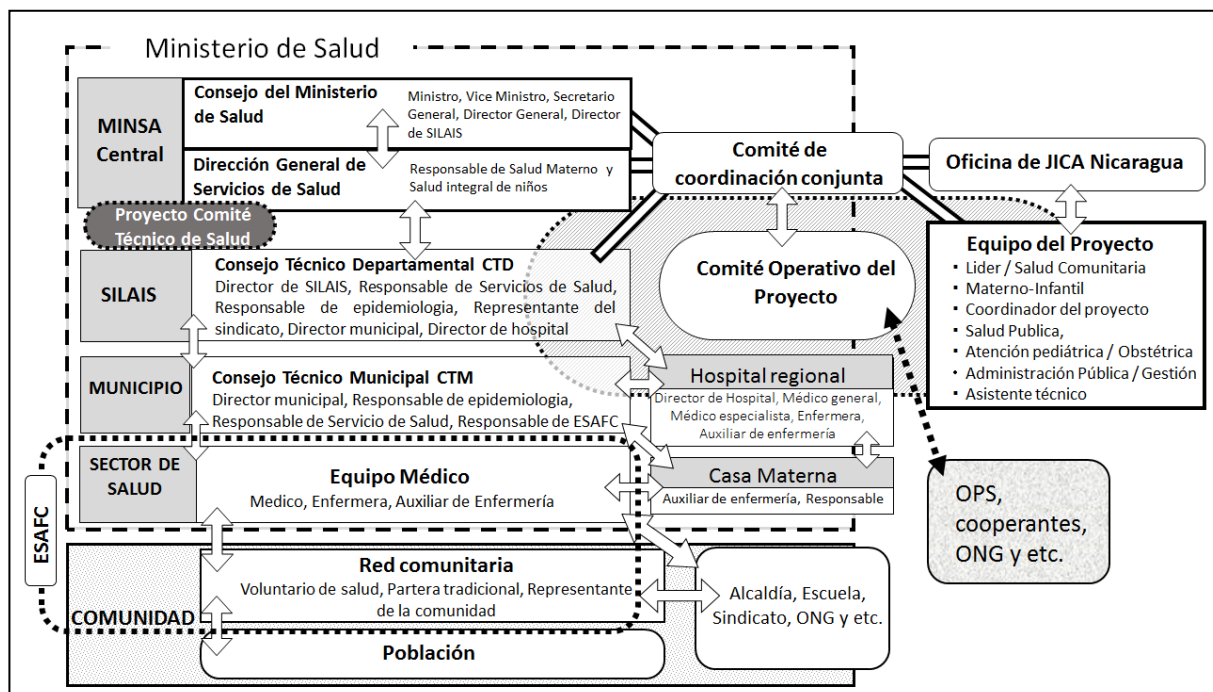 Ministerio de Salud
MINSA
Central
Consejo del Ministerio
de Salud
Ministro, Vice Ministro, Secretario
General, Director General, Director
de SILAIS
Dirección General de
Servicios de Salud
Responsable de Salud Materno y
Salud integral de niños
Comité de
coordinación conjunta
Oficina de JICA Nicaragua
Proyecto Comité
Técnico de Salud
SILAIS
Consejo Técnico Departamental CTD
Director de SILAIS, Responsable de Servicios de Salud,
Responsable de epidemiologia, Representante del
sindicato, Director municipal, Director de hospital
Comité Operativo del
Proyecto
Equipo del Proyecto
▪ Lider / Salud Comunitaria
▪ Materno-Infantil
▪ Coordinador del proyecto
▪ Salud Publica,
▪ Atención pediátrica / Obstétrica
▪ Administración Pública / Gestión
▪ Asistente técnico
MUNICIPIO
Consejo Técnico Municipal CTM
Director municipal, Responsable de epidemiologia,
Responsable de Servicio de Salud, Responsable de ESAFC
Hospital regional
Director de Hospital, Médico general,
Médico especialista, Enfermera,
Auxiliar de enfermería
SECTOR DE
SALUD
Equipo Médico
Medico, Enfermera, Auxiliar de Enfermería
Casa Materna
Auxiliar de enfermería, Responsable
OPS,
cooperantes,
ONG y etc.
ESAFC
COMUNIDAD
Red comunitaria
Voluntario de salud, Partera tradicional, Representante
de la comunidad
Alcaldía, Escuela,
Sindicato, ONG y etc.
Población